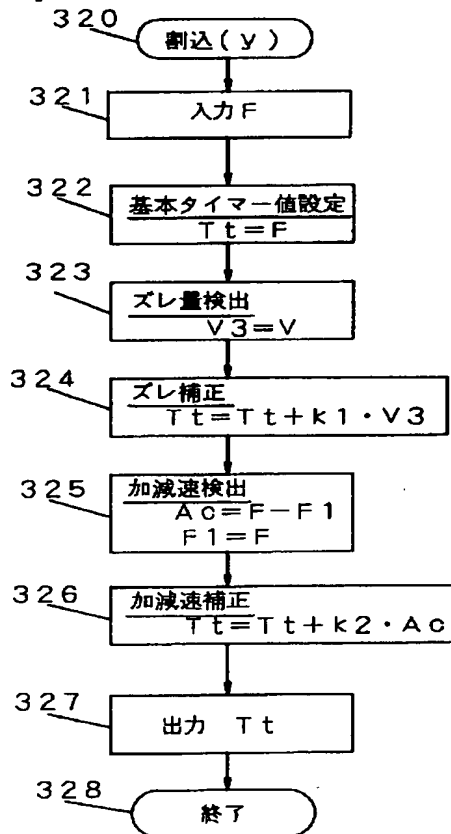 320
割込(y)
321
入力F
322
基本タイマー値設定
Tt=F
323
ズレ量検出
V3=V
324
ズレ補正
Tt=Tt+k1・V3
325
加減速検出
Ac=F-F1
F1=F
326
加減速補正
Tt=Tt+k2・Ac
327
出力 Tt
328
終了